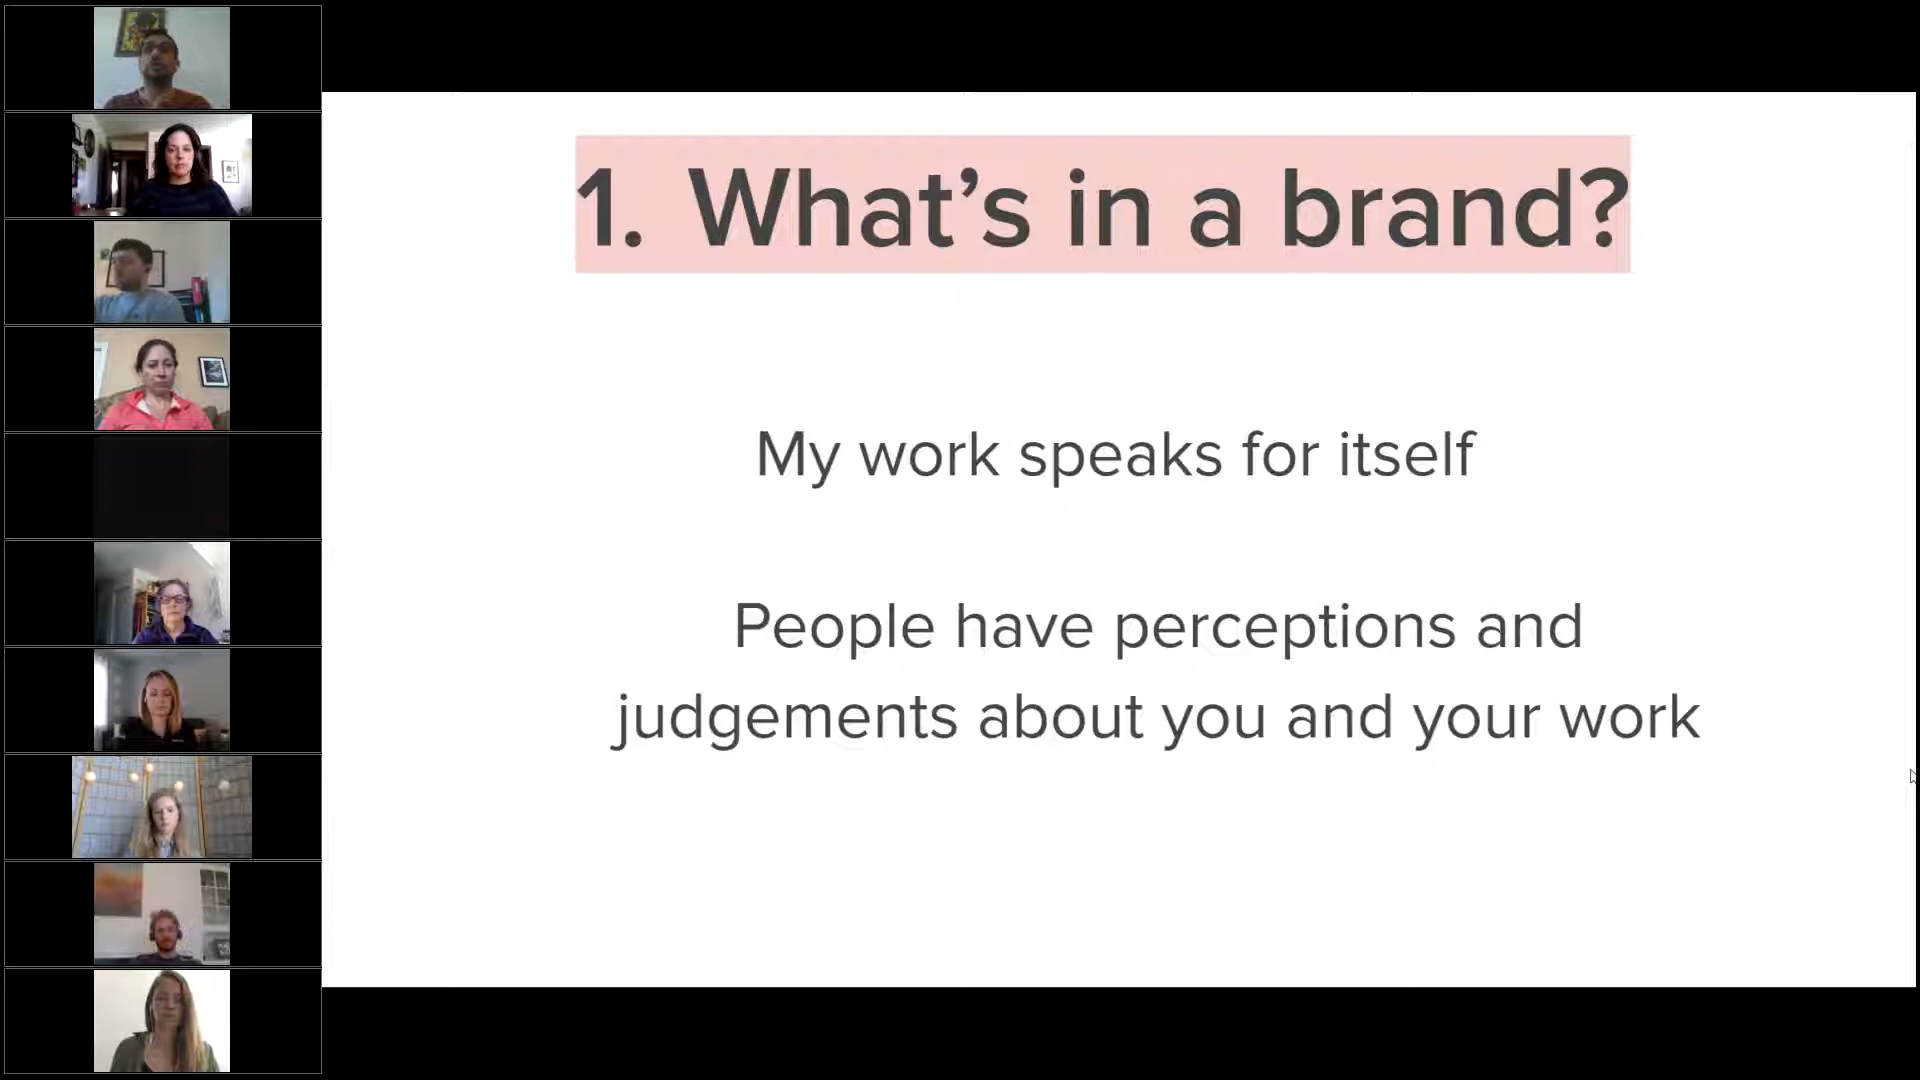 1. What’s in a brand?
My work speaks for itself
People have perceptions and
judgements about you and your work